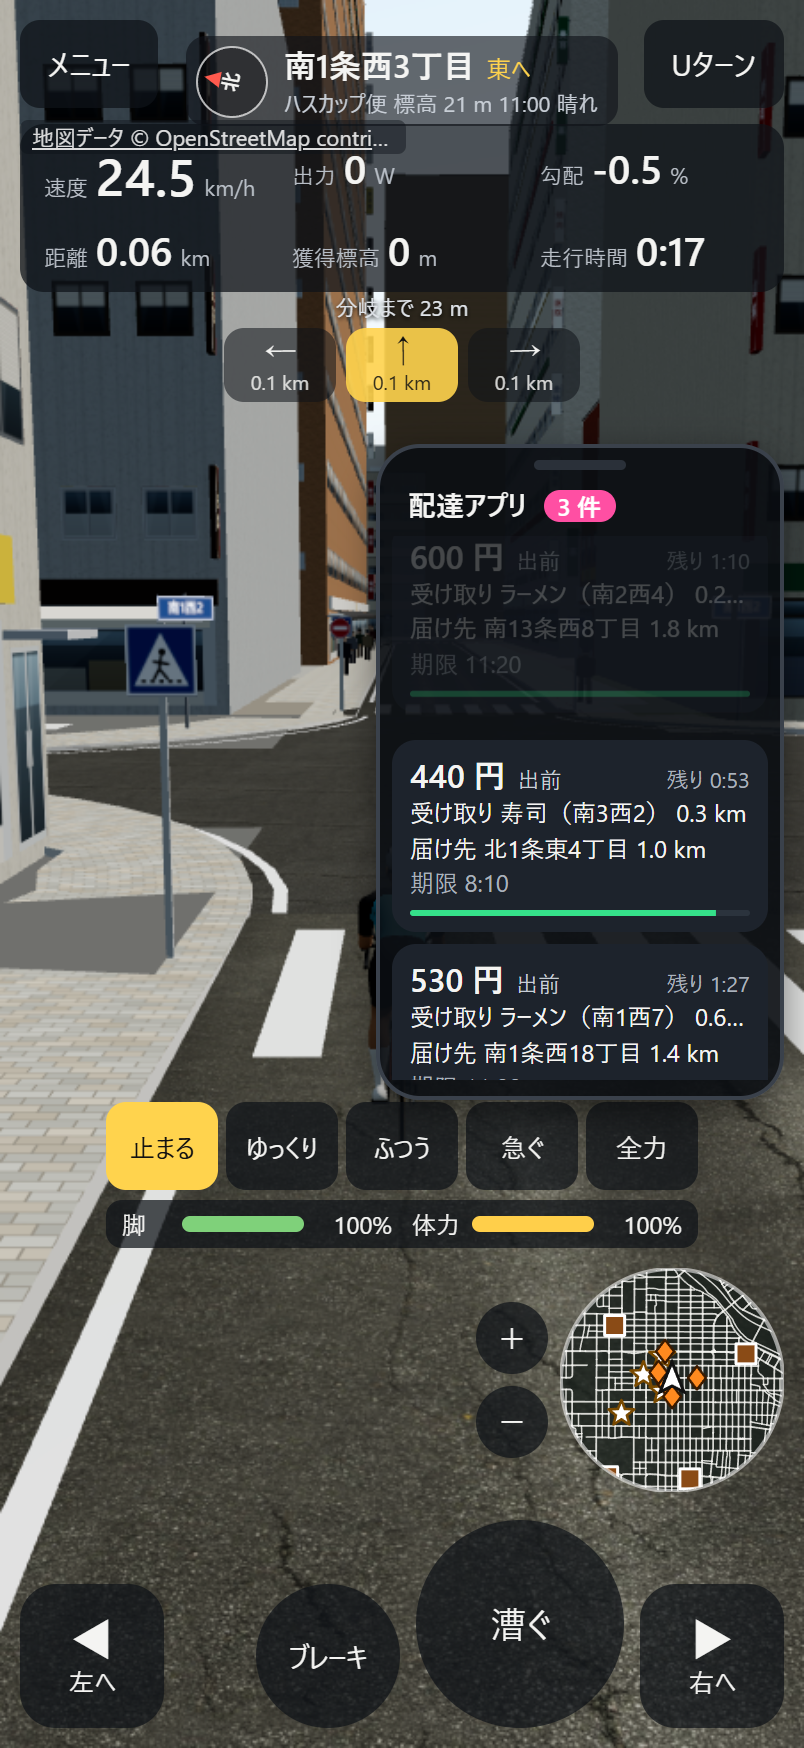 メニュー
北
南1条西3丁目 東へ
ハスカップ便 標高 21 m 11:00 晴れ
Uターン
地図データ © OpenStreetMap contri...
速度 24.5 km/h
出力 0 W
勾配 -0.5 %
距離 0.06 km
獲得標高 0 m
走行時間 0:17
分岐まで 23 m
← ↑ →
0.1 km 0.1 km 0.1 km
配達アプリ 3 件
600 円 出前 残り 1:10
受け取り ラーメン（南2西4） 0.2...
届け先 南13条西8丁目 1.8 km
期限 11:20
南1西2
440 円 出前 残り 0:53
受け取り 寿司（南3西2） 0.3 km
届け先 北1条東4丁目 1.0 km
期限 8:10
530 円 出前 残り 1:27
受け取り ラーメン（南1西7） 0.6...
届け先 南1条西18丁目 1.4 km
止まる ゆっくり ふつう 急ぐ 全力
脚 100% 体力 100%
+
−
左へ
ブレーキ
漕ぐ
右へ